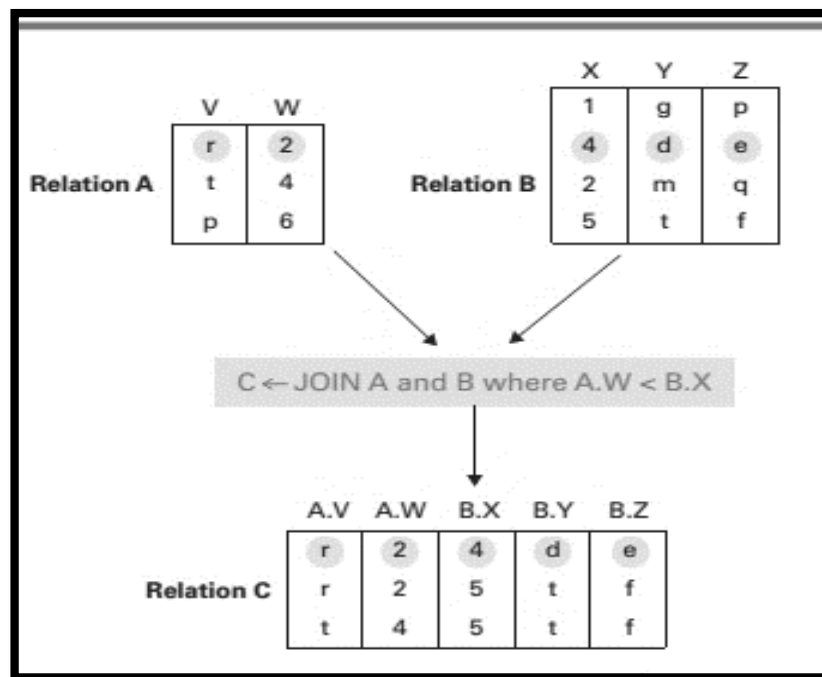 V W
r 2
Relation A t 4
p 6
X Y Z
1 g p
4 d e
Relation B 2 m q
5 t f
C ← JOIN A and B where A.W < B.X
A.V A.W B.X B.Y B.Z
r 2 4 d e
Relation C r 2 5 t f
t 4 5 t f